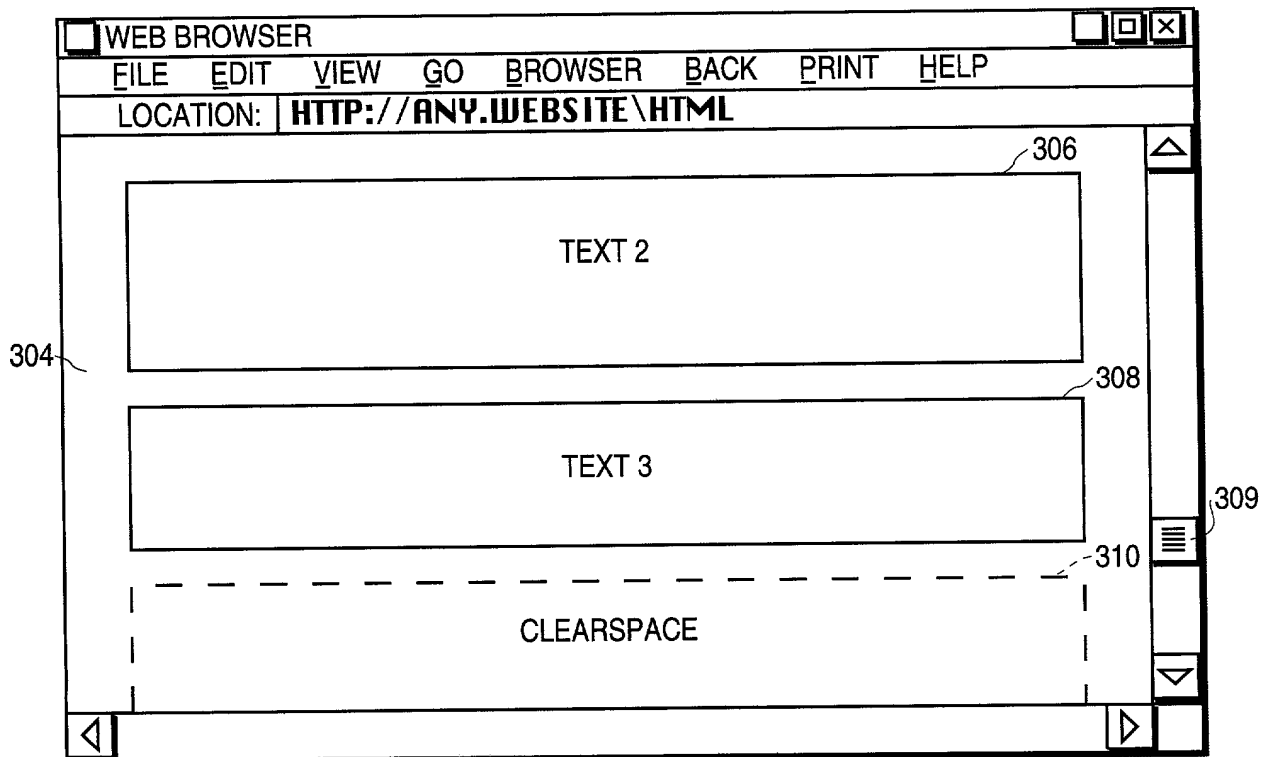 WEB BROWSER
FILE EDIT VIEW GO BROWSER BACK PRINT HELP
LOCATION: HTTP://ANY.WEBSITE\HTML
306
TEXT 2
304
308
TEXT 3
309
310
CLEARSPACE